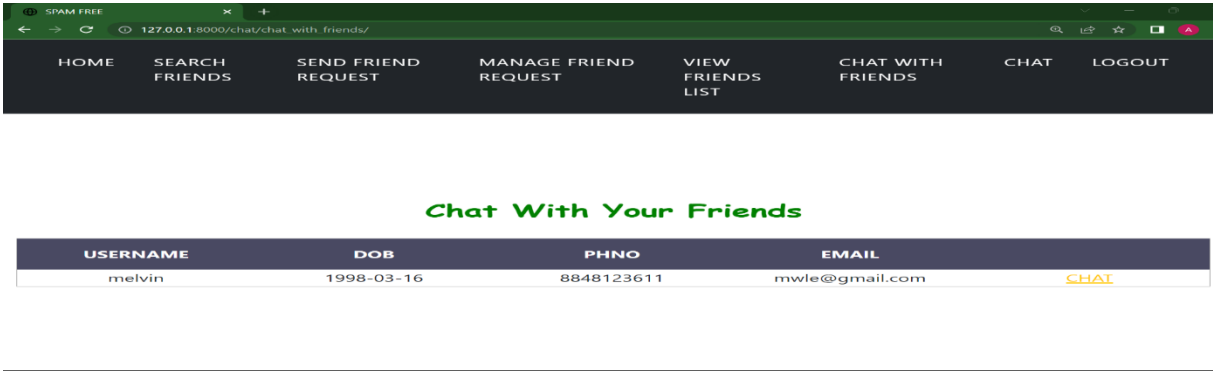 SPAM FREE
127.0.0.1:8000/chat/chat_with_friends/
A
HOME SEARCH FRIENDS SEND FRIEND REQUEST MANAGE FRIEND REQUEST VIEW FRIENDS LIST CHAT WITH FRIENDS CHAT LOGOUT
Chat With Your Friends
USERNAME DOB PHNO EMAIL
melvin 1998-03-16 8848123611 mwle@gmail.com CHAT